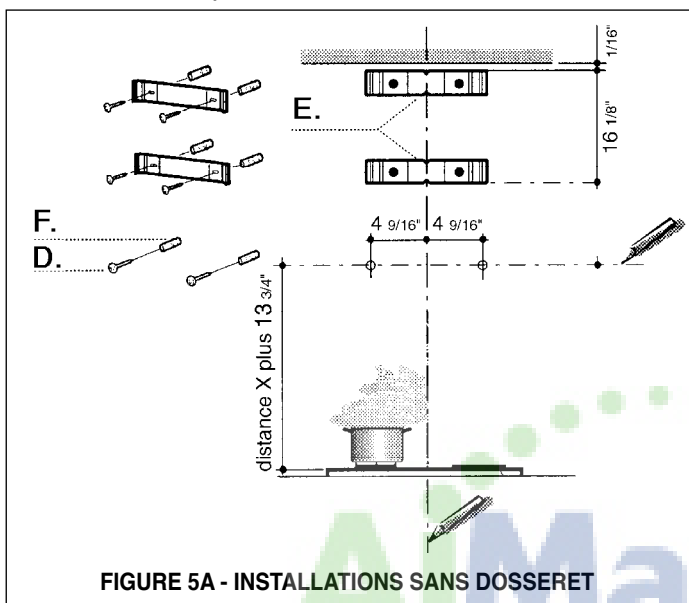 1/16"
E.
16 1/8"
4 9/16" 4 9/16"
F.
D.
distance X plus 13 3/4"
FIGURE 5A - INSTALLATIONS SANS DOSSERET
AiMa